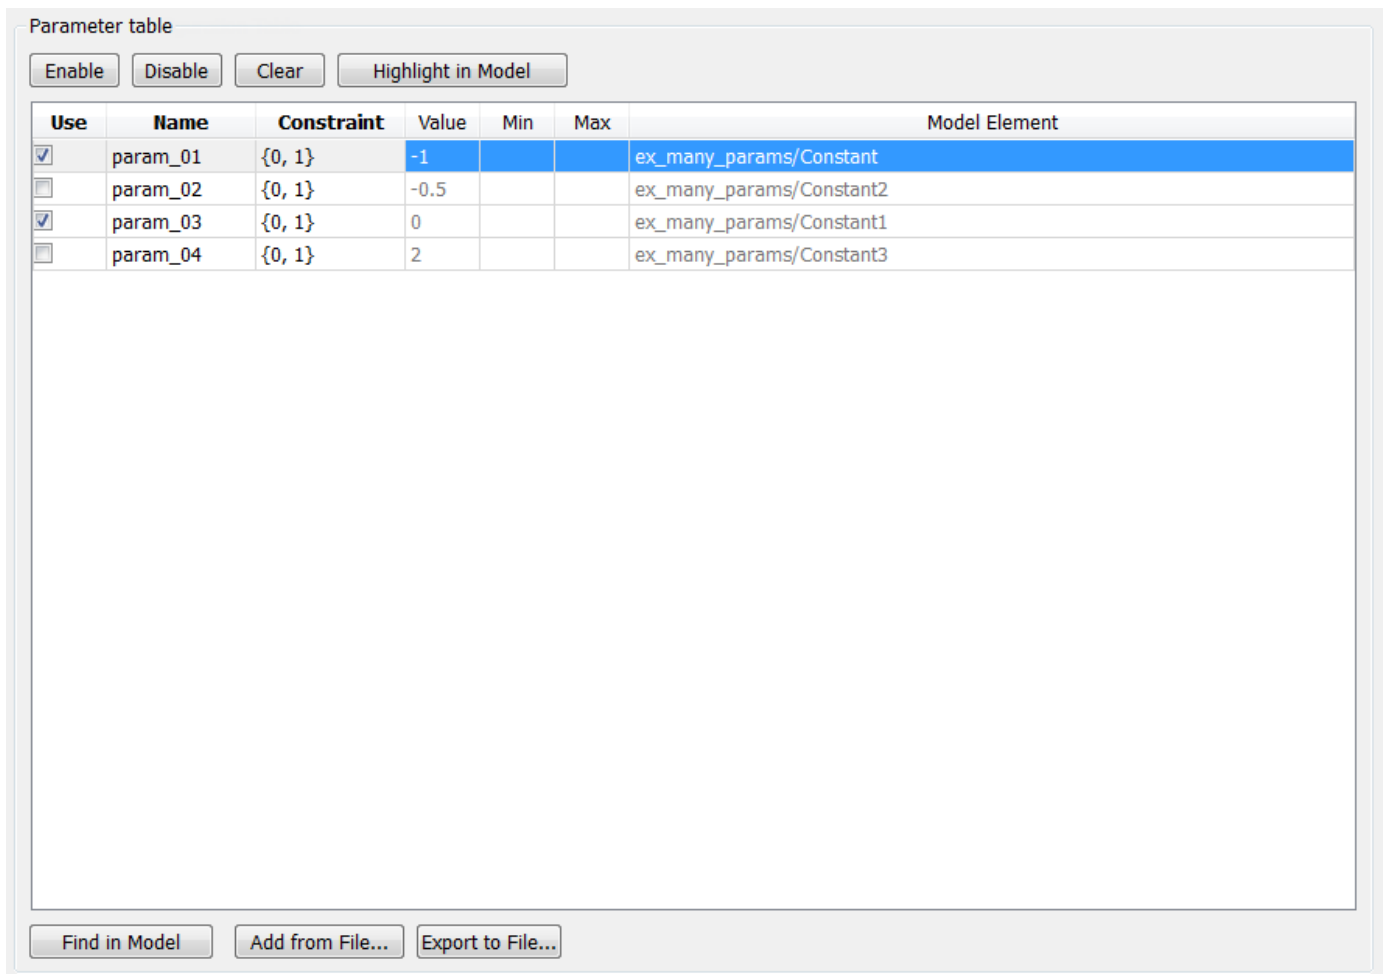 Parameter table
Enable Disable Clear Highlight in Model
Use Name Constraint Value Min Max Model Element
param_01 {0, 1} -1 ex_many_params/Constant
param_02 {0, 1} -0.5 ex_many_params/Constant2
param_03 {0, 1} 0 ex_many_params/Constant1
param_04 {0, 1} 2 ex_many_params/Constant3
Find in Model Add from File... Export to File...